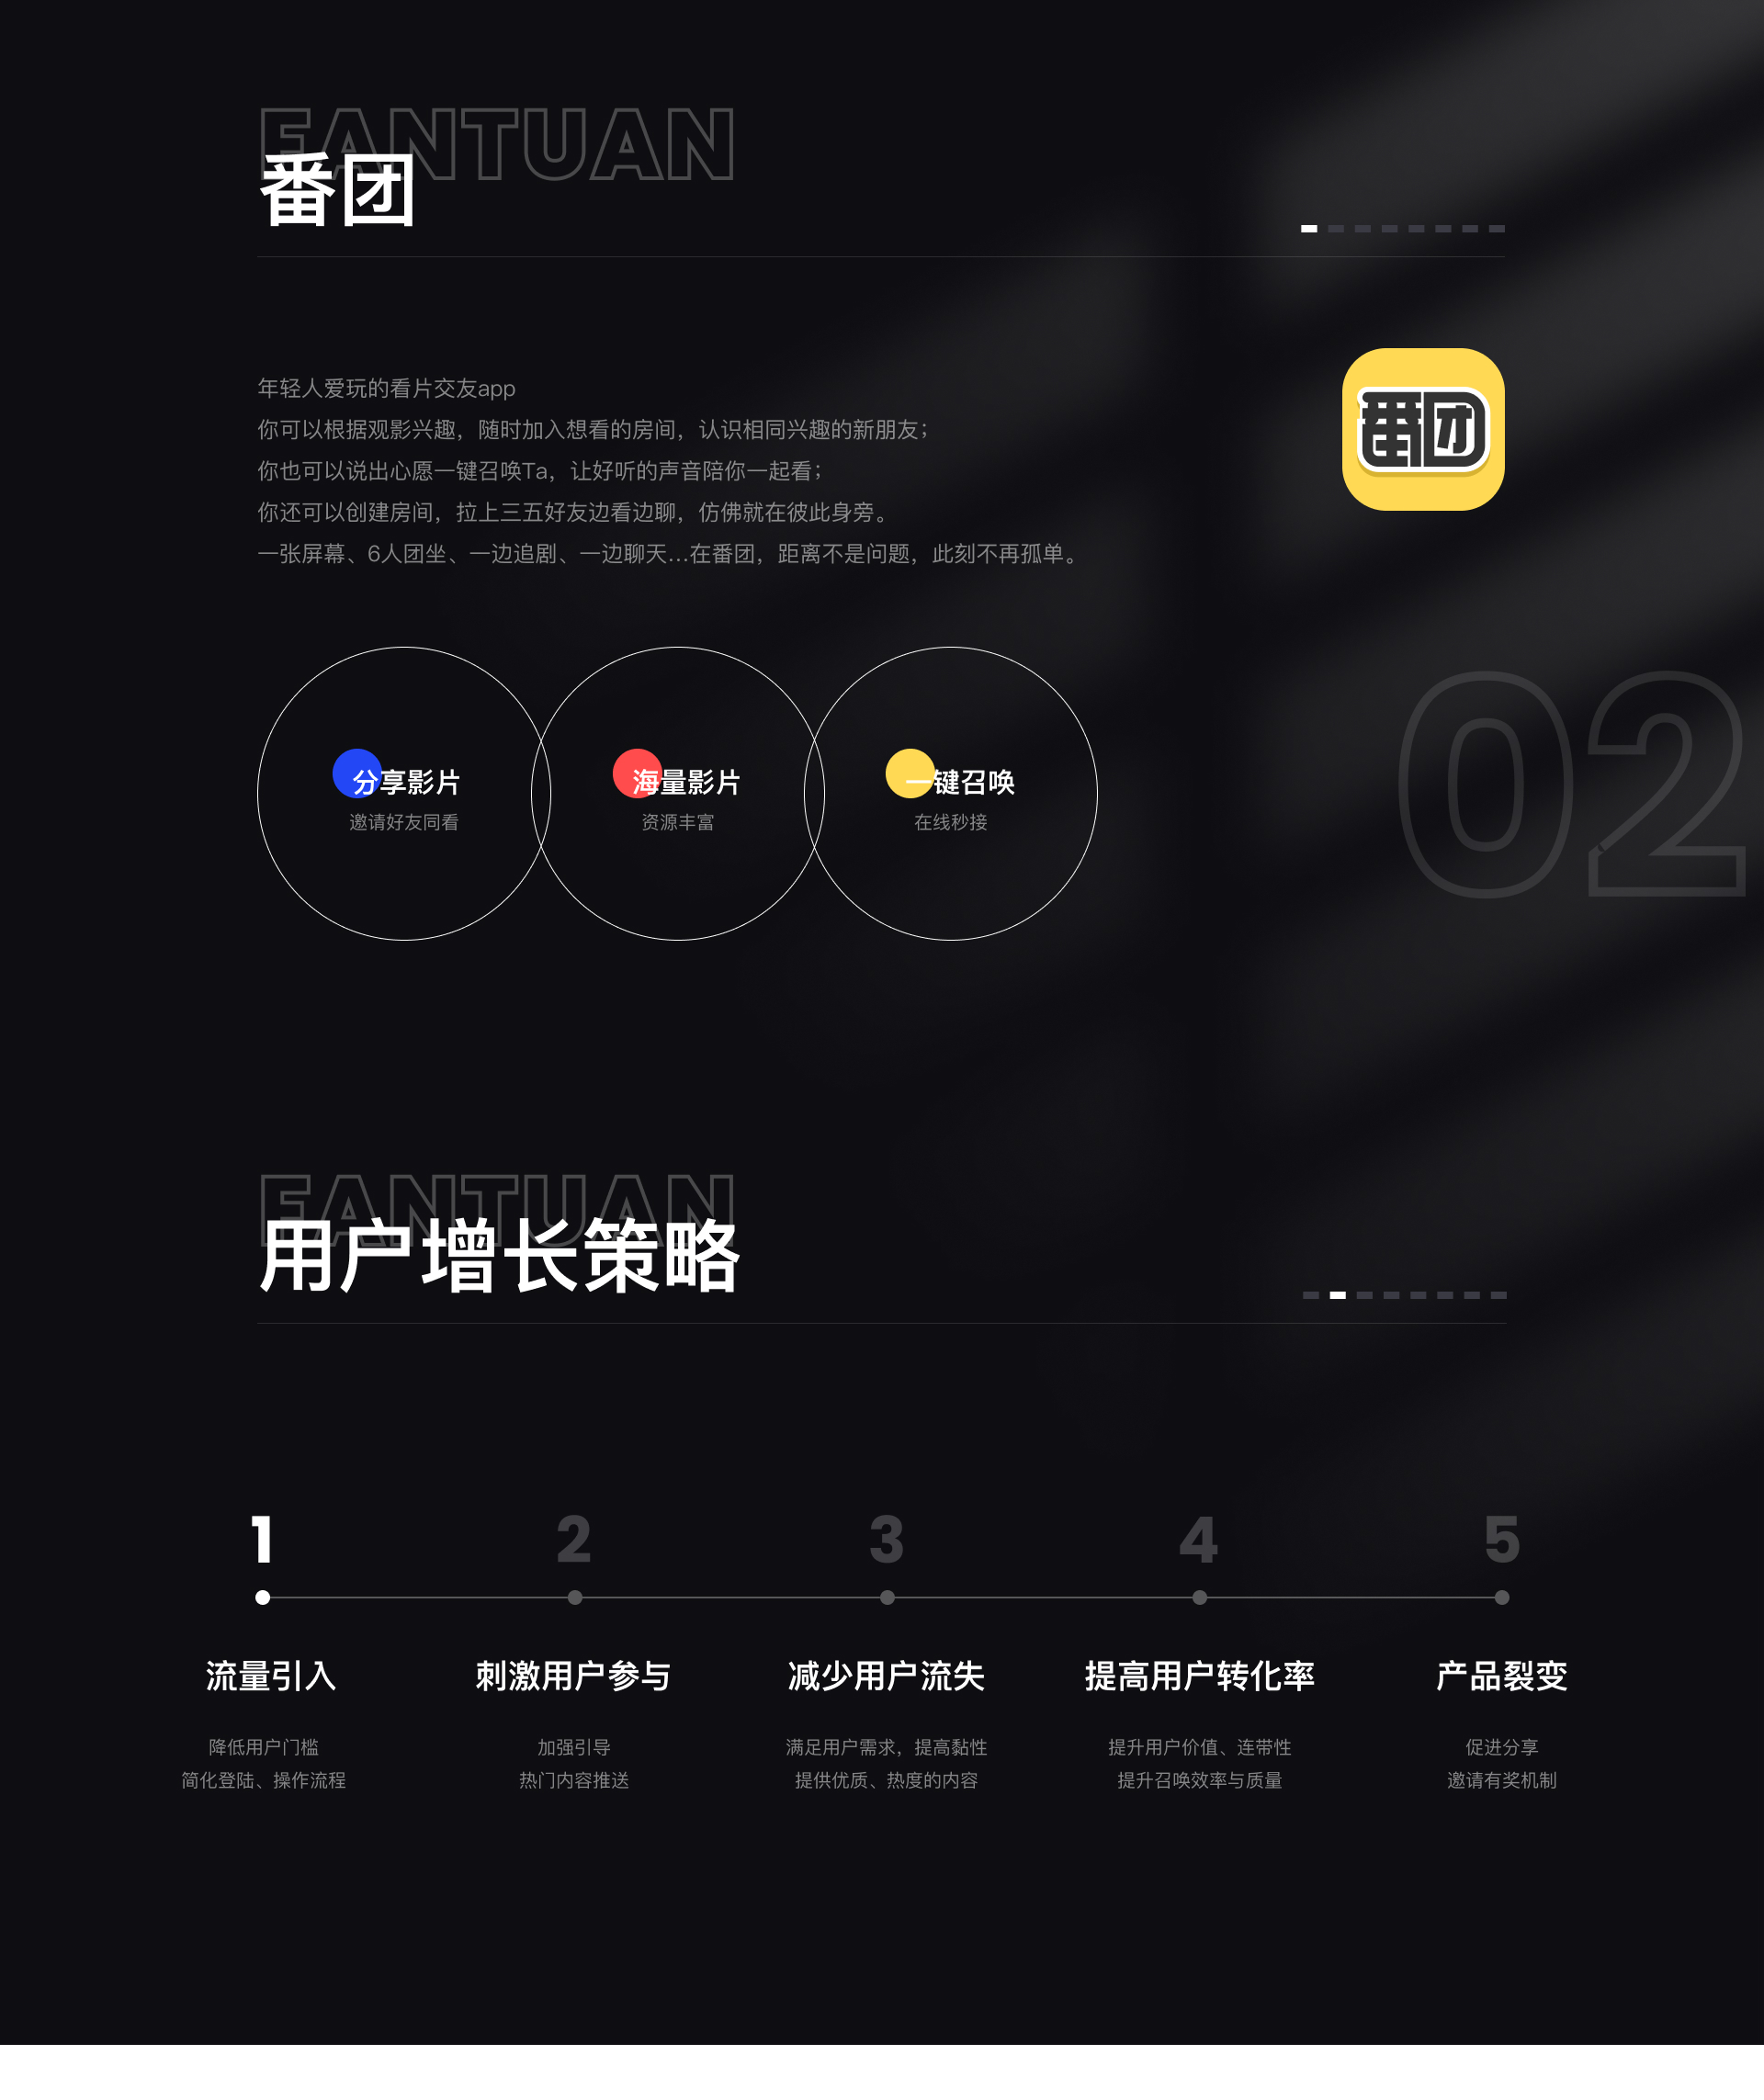 FANTUAN
番团
年轻人爱玩的看片交友app
你可以根据观影兴趣，随时加入想看的房间，认识相同兴趣的新朋友；
你也可以说出心愿一键召唤Ta，让好听的声音陪你一起看；
你还可以创建房间，拉上三五好友边看边聊，仿佛就在彼此身旁。
一张屏幕、6人团坐、一边追剧、一边聊天...在番团，距离不是问题，此刻不再孤单。
番团
02
分享影片
邀请好友同看
海量影片
资源丰富
一键召唤
在线秒接
FANTUAN
用户增长策略
1
2
3
4
5
流量引入
降低用户门槛
简化登陆、操作流程
刺激用户参与
加强引导
热门内容推送
减少用户流失
满足用户需求，提高黏性
提供优质、热度的内容
提高用户转化率
提升用户价值、连带性
提升召唤效率与质量
产品裂变
促进分享
邀请有奖机制